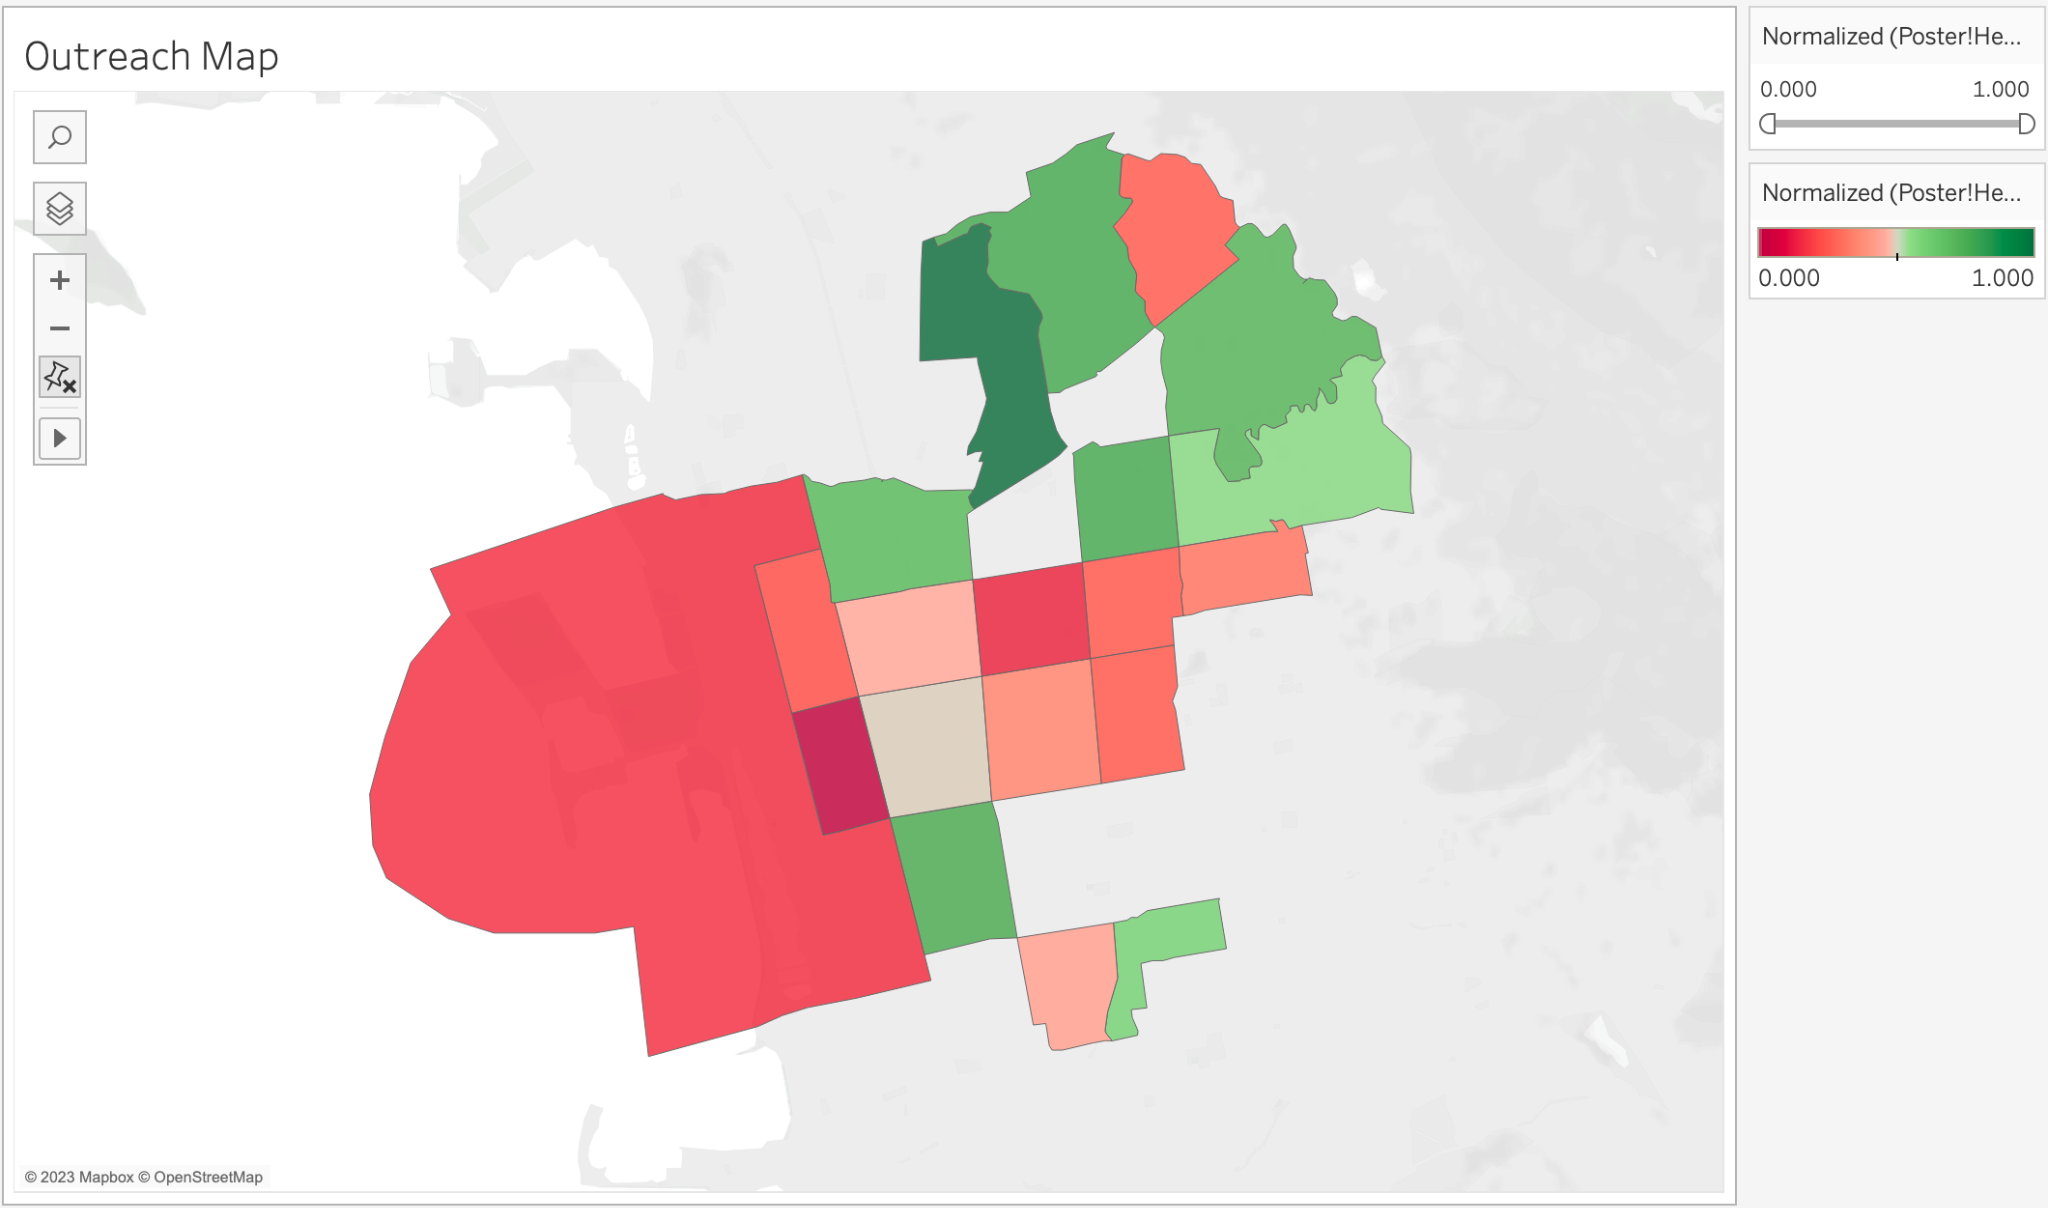 Outreach Map
Normalized (Poster!He...
0.000 1.000
Normalized (Poster!He...
0.000 1.000
© 2023 Mapbox © OpenStreetMap